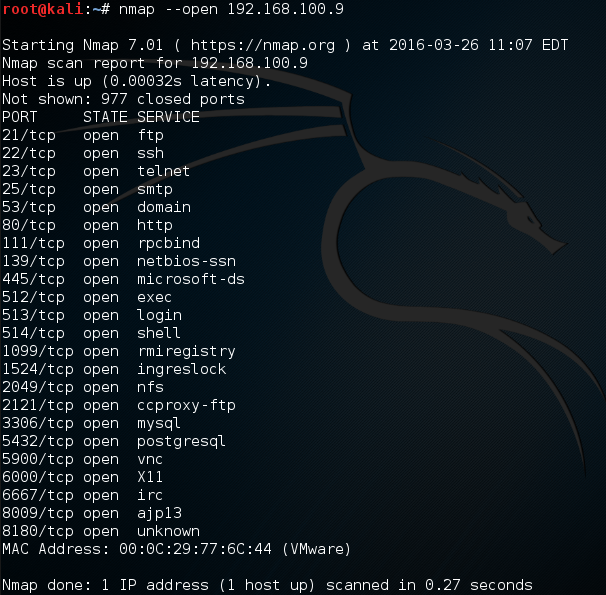 root@kali:~# nmap --open 192.168.100.9
Starting Nmap 7.01 ( https://nmap.org ) at 2016-03-26 11:07 EDT
Nmap scan report for 192.168.100.9
Host is up (0.00032s latency).
Not shown: 977 closed ports
PORT     STATE SERVICE
21/tcp   open  ftp
22/tcp   open  ssh
23/tcp   open  telnet
25/tcp   open  smtp
53/tcp   open  domain
80/tcp   open  http
111/tcp  open  rpcbind
139/tcp  open  netbios-ssn
445/tcp  open  microsoft-ds
512/tcp  open  exec
513/tcp  open  login
514/tcp  open  shell
1099/tcp open  rmiregistry
1524/tcp open  ingreslock
2049/tcp open  nfs
2121/tcp open  ccproxy-ftp
3306/tcp open  mysql
5432/tcp open  postgresql
5900/tcp open  vnc
6000/tcp open  X11
6667/tcp open  irc
8009/tcp open  ajp13
8180/tcp open  unknown
MAC Address: 00:0C:29:77:6C:44 (VMware)
Nmap done: 1 IP address (1 host up) scanned in 0.27 seconds